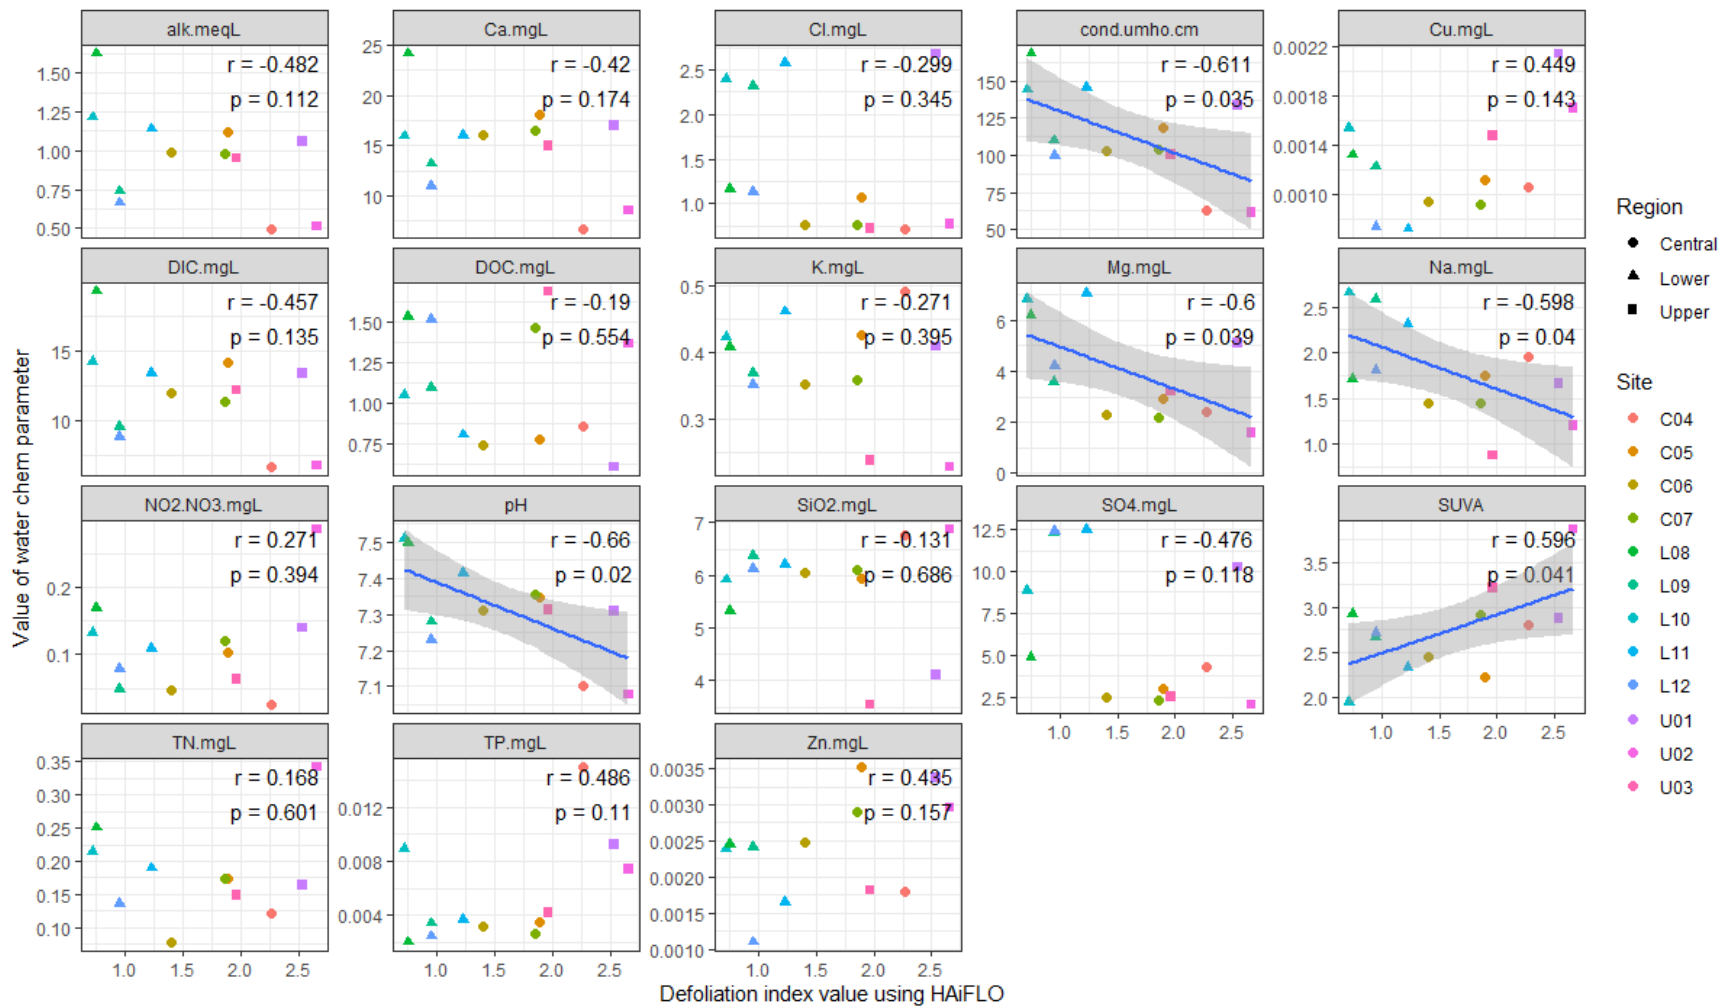 alk.meqL
r = -0.482
p = 0.112
1.50
1.25
1.00
0.75
0.50
Ca.mgL
r = -0.42
p = 0.174
25
20
15
10
Cl.mgL
r = -0.299
p = 0.345
2.5
2.0
1.5
1.0
cond.umho.cm
r = -0.611
p = 0.035
150
125
100
75
50
Cu.mgL
r = 0.449
p = 0.143
0.0022
0.0018
0.0014
0.0010
DIC.mgL
r = -0.457
p = 0.135
15
10
DOC.mgL
r = -0.19
p = 0.554
1.50
1.25
1.00
0.75
K.mgL
r = -0.271
p = 0.395
0.5
0.4
0.3
Mg.mgL
r = -0.6
p = 0.039
6
4
2
0
Na.mgL
r = -0.598
p = 0.04
2.5
2.0
1.5
1.0
NO2.NO3.mgL
r = 0.271
p = 0.394
0.2
0.1
pH
r = -0.66
p = 0.02
7.5
7.4
7.3
7.2
7.1
SiO2.mgL
r = -0.131
p = 0.686
7
6
5
4
SO4.mgL
r = -0.476
p = 0.118
12.5
10.0
7.5
5.0
2.5
1.0 1.5 2.0 2.5
SUVA
r = 0.596
p = 0.041
3.5
3.0
2.5
2.0
1.0 1.5 2.0 2.5
TN.mgL
r = 0.168
p = 0.601
0.35
0.30
0.25
0.20
0.15
0.10
1.0 1.5 2.0 2.5
TP.mgL
r = 0.486
p = 0.11
0.012
0.008
0.004
1.0 1.5 2.0 2.5
Zn.mgL
r = 0.435
p = 0.157
0.0035
0.0030
0.0025
0.0020
0.0015
0.0010
1.0 1.5 2.0 2.5
Value of water chem parameter
Defoliation index value using HAiFLO
Region
Central
Lower
Upper
Site
C04
C05
C06
C07
L08
L09
L10
L11
L12
U01
U02
U03